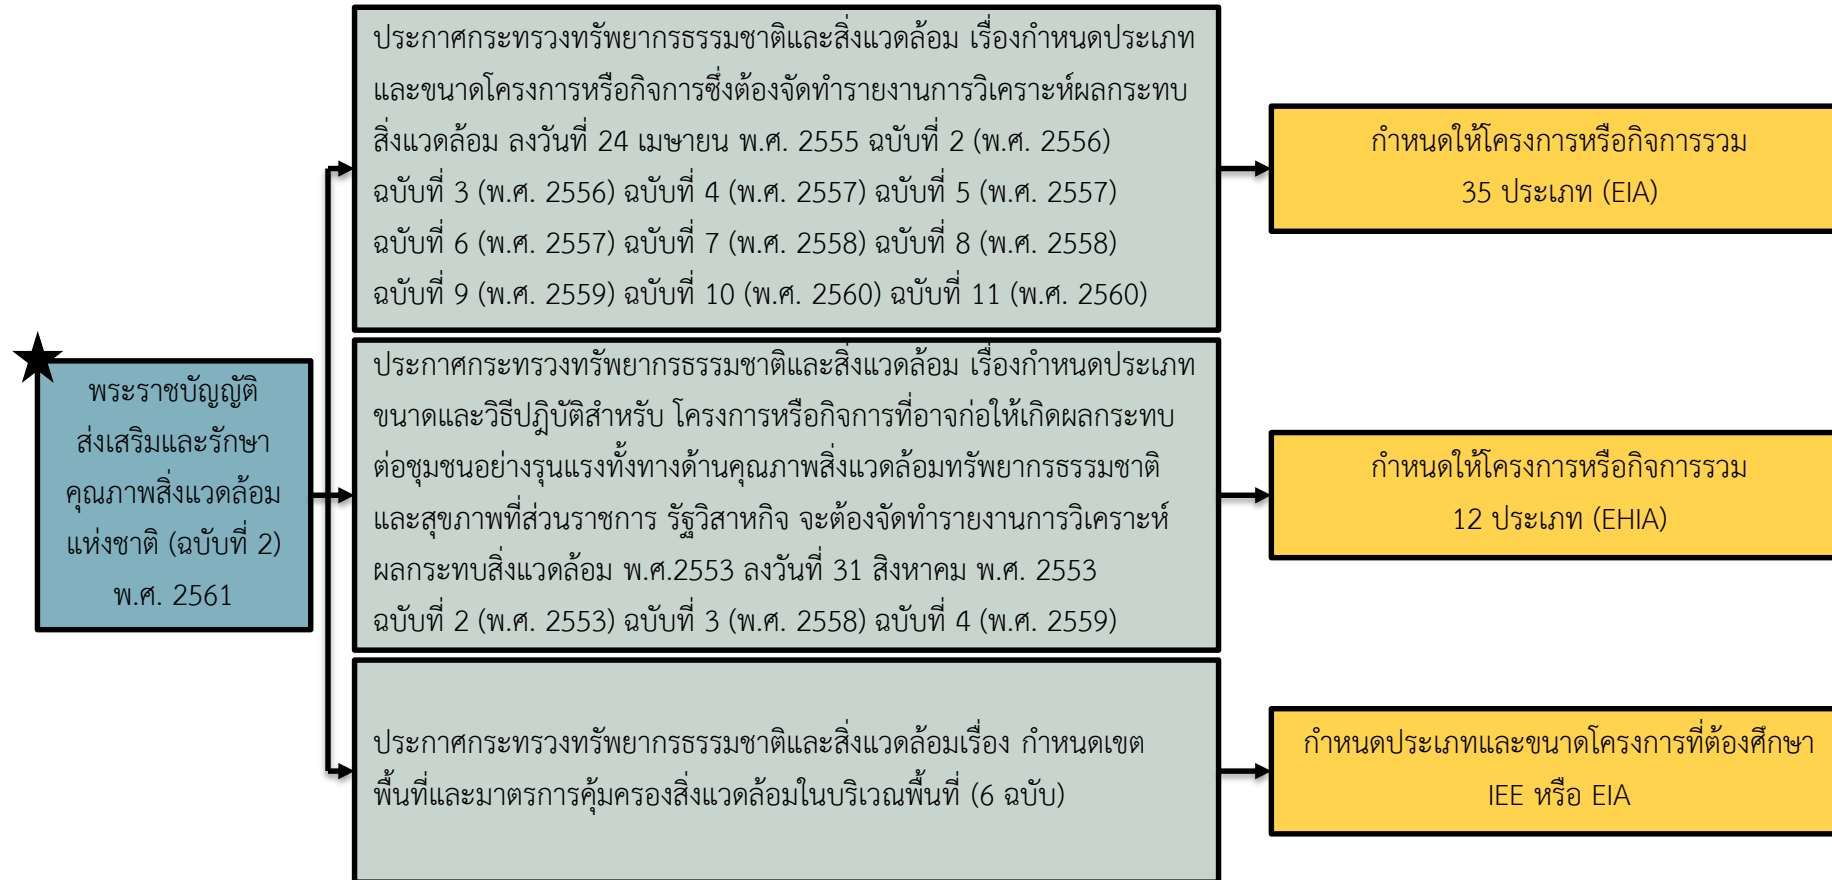 พระราชบัญญัติ
ส่งเสริมและรักษา
คุณภาพสิ่งแวดล้อม
แห่งชาติ (ฉบับที่ 2)
พ.ศ. 2561
ประกาศกระทรวงทรัพยากรธรรมชาติและสิ่งแวดล้อม เรื่องกำหนดประเภท
และขนาดโครงการหรือกิจการซึ่งต้องจัดทำรายงานการวิเคราะห์ผลกระทบ
สิ่งแวดล้อม ลงวันที่ 24 เมษายน พ.ศ. 2555 ฉบับที่ 2 (พ.ศ. 2556)
ฉบับที่ 3 (พ.ศ. 2556) ฉบับที่ 4 (พ.ศ. 2557) ฉบับที่ 5 (พ.ศ. 2557)
ฉบับที่ 6 (พ.ศ. 2557) ฉบับที่ 7 (พ.ศ. 2558) ฉบับที่ 8 (พ.ศ. 2558)
ฉบับที่ 9 (พ.ศ. 2559) ฉบับที่ 10 (พ.ศ. 2560) ฉบับที่ 11 (พ.ศ. 2560)
กำหนดให้โครงการหรือกิจการรวม
35 ประเภท (EIA)
ประกาศกระทรวงทรัพยากรธรรมชาติและสิ่งแวดล้อม เรื่องกำหนดประเภท
ขนาดและวิธีปฏิบัติสำหรับ โครงการหรือกิจการที่อาจก่อให้เกิดผลกระทบ
ต่อชุมชนอย่างรุนแรงทั้งทางด้านคุณภาพสิ่งแวดล้อมทรัพยากรธรรมชาติ
และสุขภาพที่ส่วนราชการ รัฐวิสาหกิจ จะต้องจัดทำรายงานการวิเคราะห์
ผลกระทบสิ่งแวดล้อม พ.ศ.2553 ลงวันที่ 31 สิงหาคม พ.ศ. 2553
ฉบับที่ 2 (พ.ศ. 2553) ฉบับที่ 3 (พ.ศ. 2558) ฉบับที่ 4 (พ.ศ. 2559)
กำหนดให้โครงการหรือกิจการรวม
12 ประเภท (EHIA)
ประกาศกระทรวงทรัพยากรธรรมชาติและสิ่งแวดล้อมเรื่อง กำหนดเขต
พื้นที่และมาตรการคุ้มครองสิ่งแวดล้อมในบริเวณพื้นที่ (6 ฉบับ)
กำหนดประเภทและขนาดโครงการที่ต้องศึกษา
IEE หรือ EIA